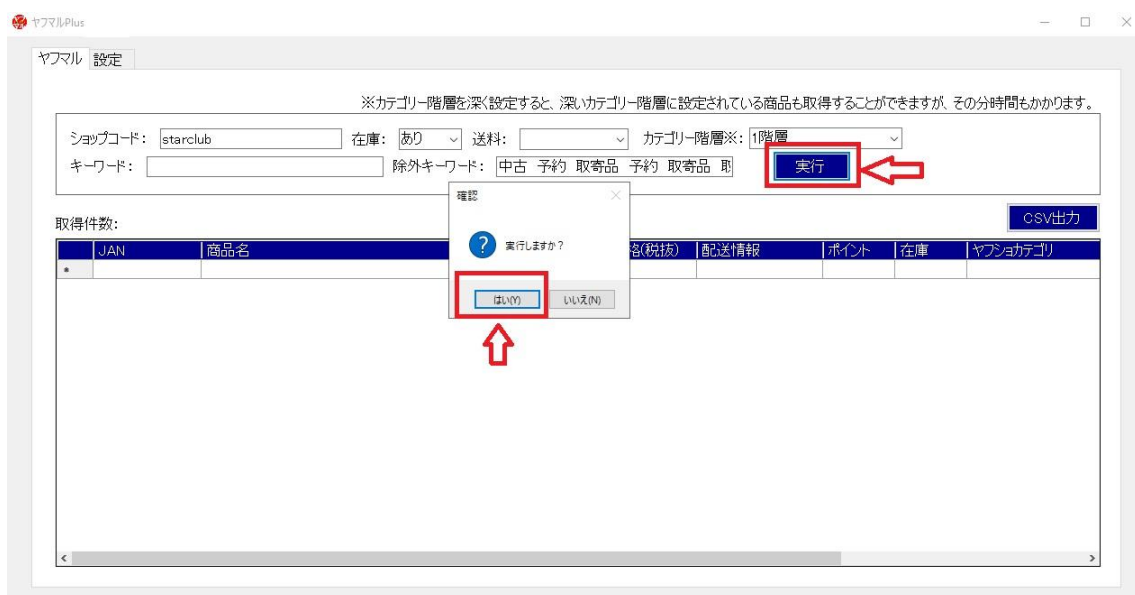 ヤフマルPlus
ヤフマル 設定
※カテゴリー階層を深く設定すると、深いカテゴリー階層に設定されている商品も取得することができますが、その分時間もかかります。
ショップコード: starclub 在庫: あり 送料: カテゴリー階層※: 1階層
キーワード: 除外キーワード: 中古 予約 取寄品 予約 取寄品 実行
確認
取得件数: CSV出力
実行しますか?
JAN 商品名 (税抜) 配送情報 ポイント 在庫 ヤフショカテゴリ
はい(Y) いいえ(N)